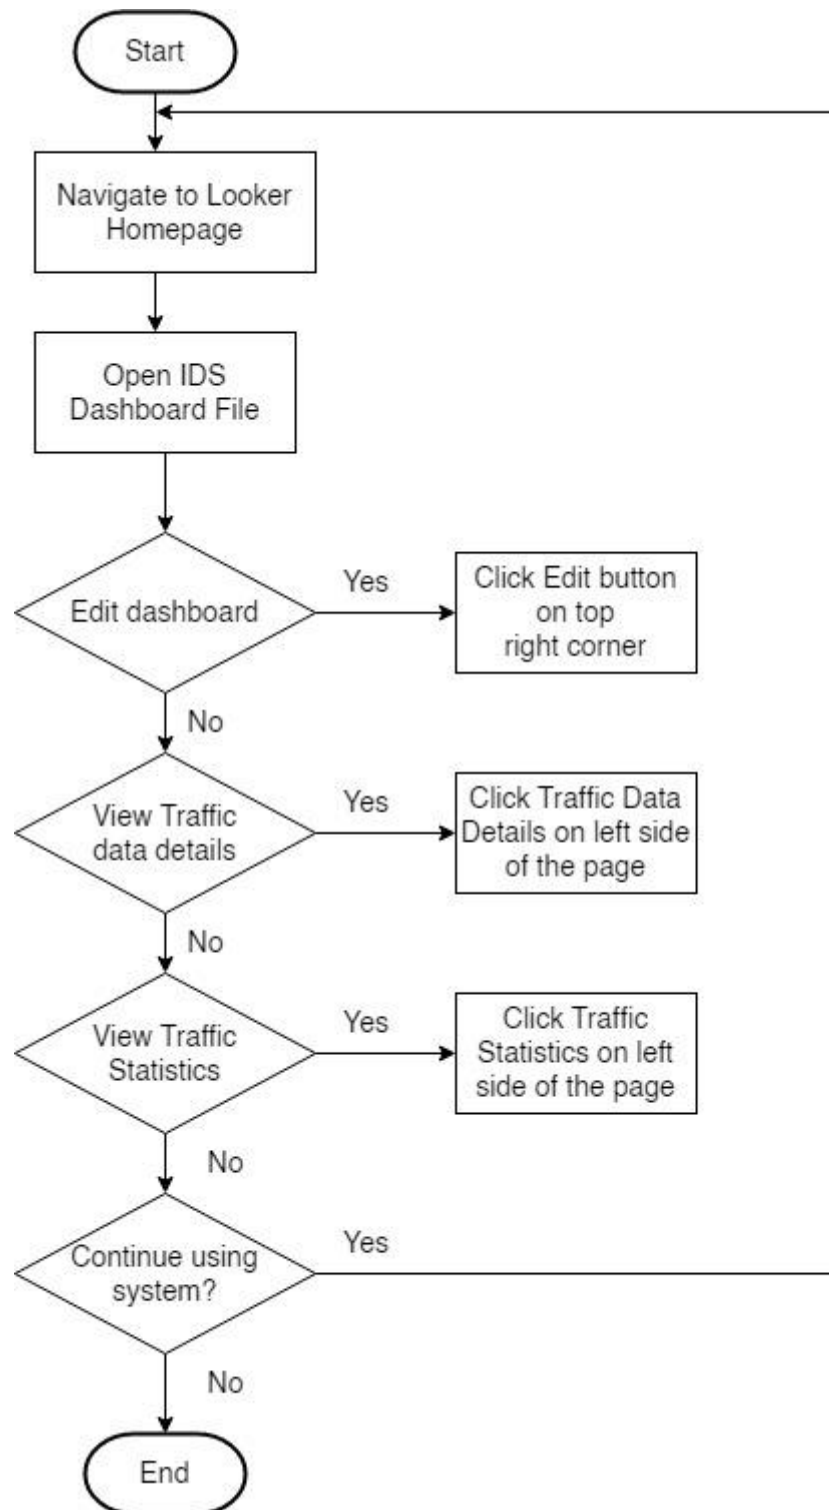 Start
Navigate to Looker
Homepage
Open IDS
Dashboard File
Edit dashboard
Yes
Click Edit button
on top
right corner
No
View Traffic
data details
Yes
Click Traffic Data
Details on left side
of the page
No
View Traffic
Statistics
Yes
Click Traffic
Statistics on left
side of the page
No
Continue using
system?
Yes
No
End